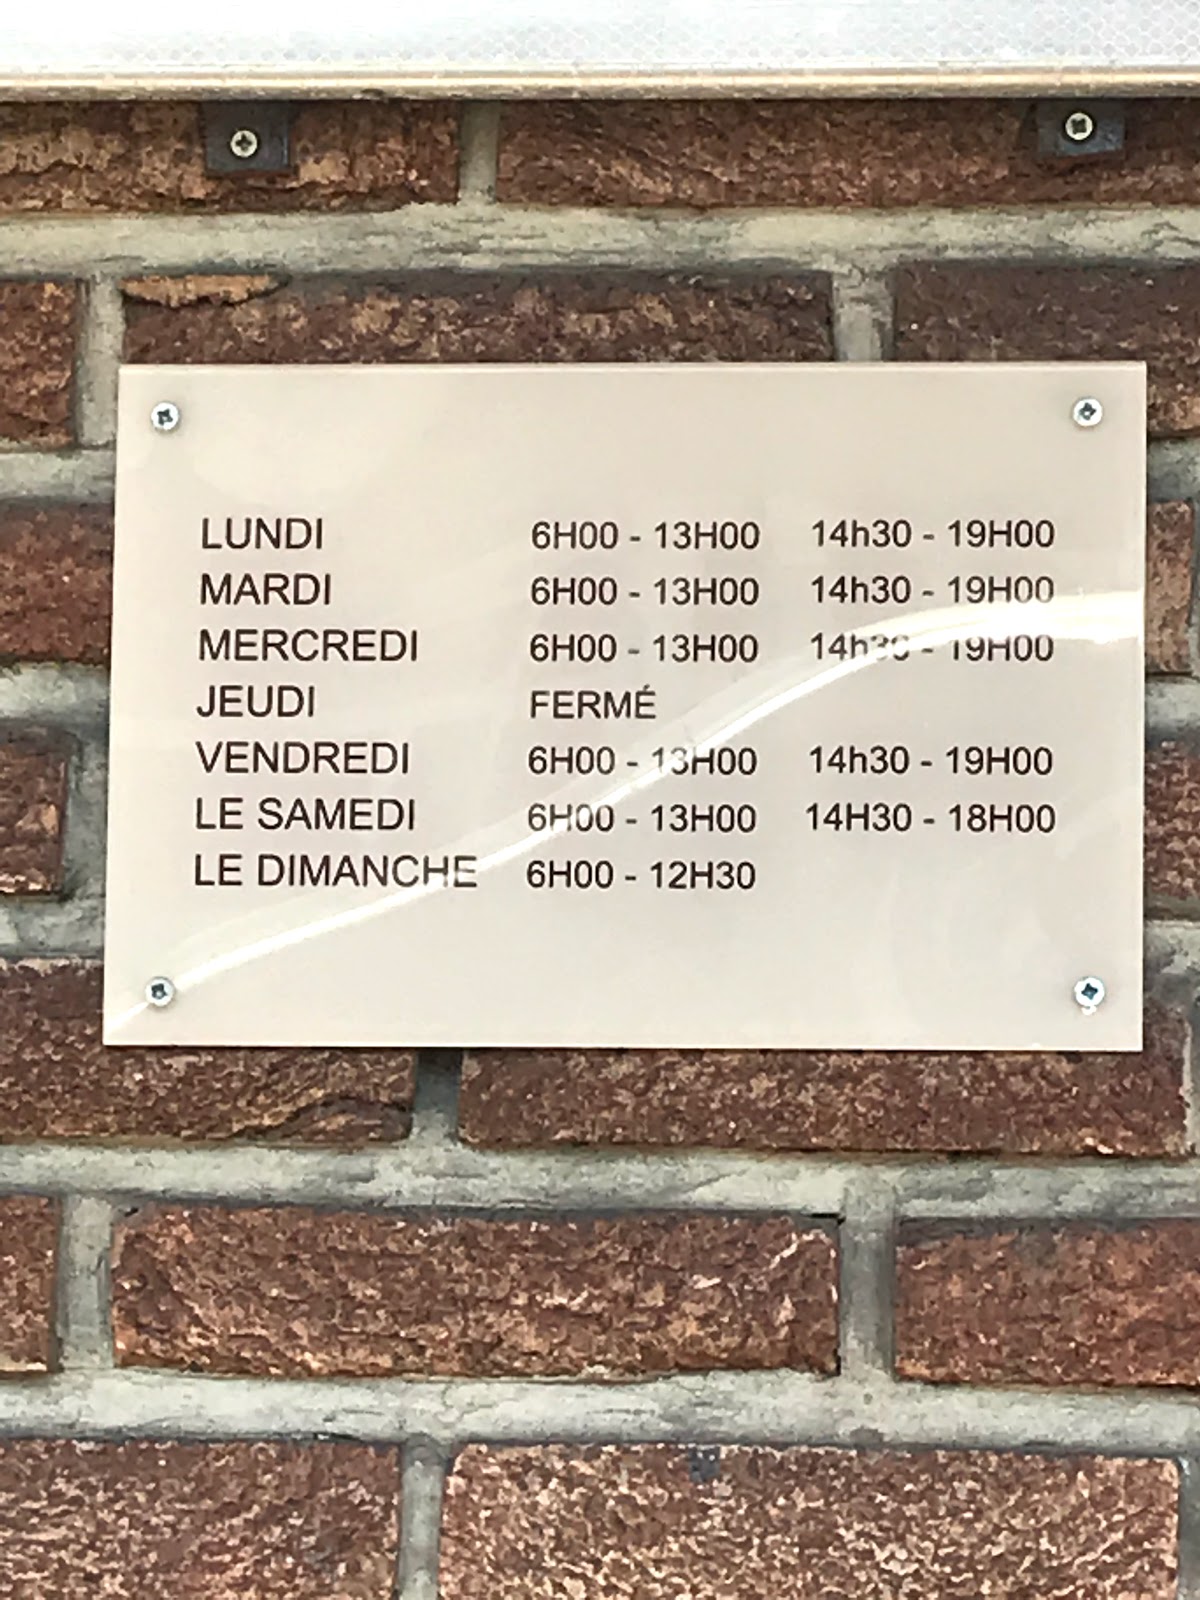 LUNDI 6H00 - 13H00 14h30 - 19H00
MARDI 6H00 - 13H00 14h30 - 19H00
MERCREDI 6H00 - 13H00 14h30 - 19H00
JEUDI FERMÉ
VENDREDI 6H00 - 13H00 14h30 - 19H00
LE SAMEDI 6H00 - 13H00 14H30 - 18H00
LE DIMANCHE 6H00 - 12H30